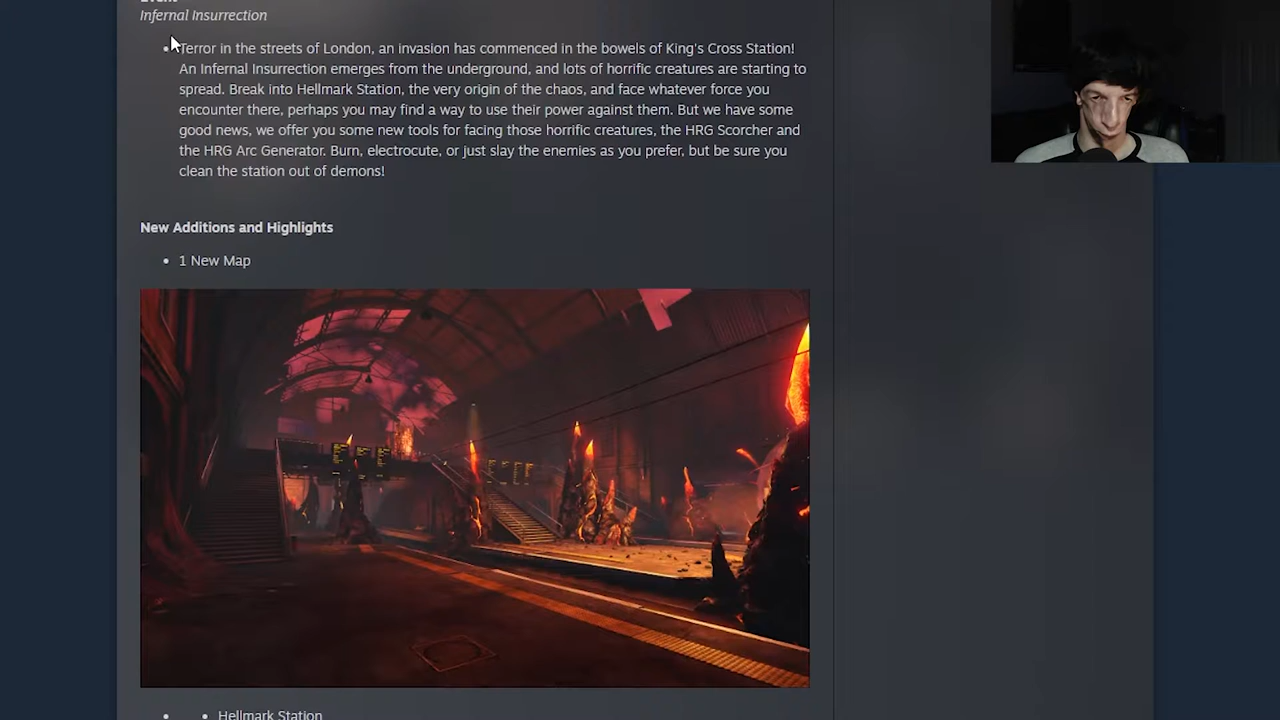 Event
Infernal Insurrection
• Terror in the streets of London, an invasion has commenced in the bowels of King's Cross Station!
An Infernal Insurrection emerges from the underground, and lots of horrific creatures are starting to
spread. Break into Hellmark Station, the very origin of the chaos, and face whatever force you
encounter there, perhaps you may find a way to use their power against them. But we have some
good news, we offer you some new tools for facing those horrific creatures, the HRG Scorcher and
the HRG Arc Generator. Burn, electrocute, or just slay the enemies as you prefer, but be sure you
clean the station out of demons!
New Additions and Highlights
• 1 New Map
• • Hellmark Station